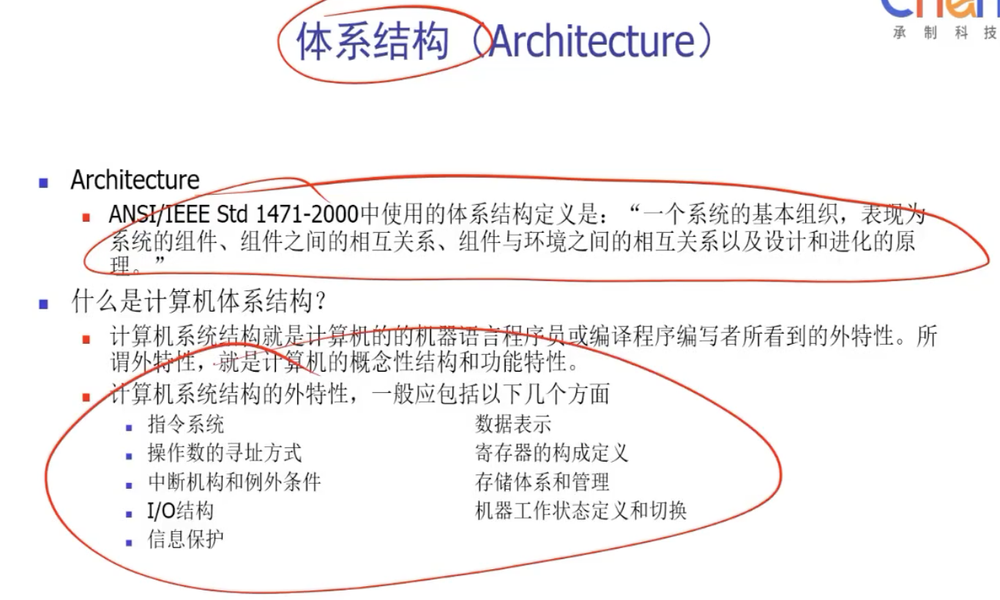 体系结构（Architecture）
承制科技
Architecture
ANSI/IEEE Std 1471-2000中使用的体系结构定义是：“一个系统的基本组织，表现为
系统的组件、组件之间的相互关系、组件与环境之间的相互关系以及设计和进化的原
理。”
什么是计算机体系结构？
计算机系统结构就是计算机的的机器语言程序员或编译程序编写者所看到的外特性。所
谓外特性，就是计算机的概念性结构和功能特性。
计算机系统结构的外特性，一般应包括以下几个方面
指令系统 数据表示
操作数的寻址方式 寄存器的构成定义
中断机构和例外条件 存储体系和管理
I/O结构 机器工作状态定义和切换
信息保护